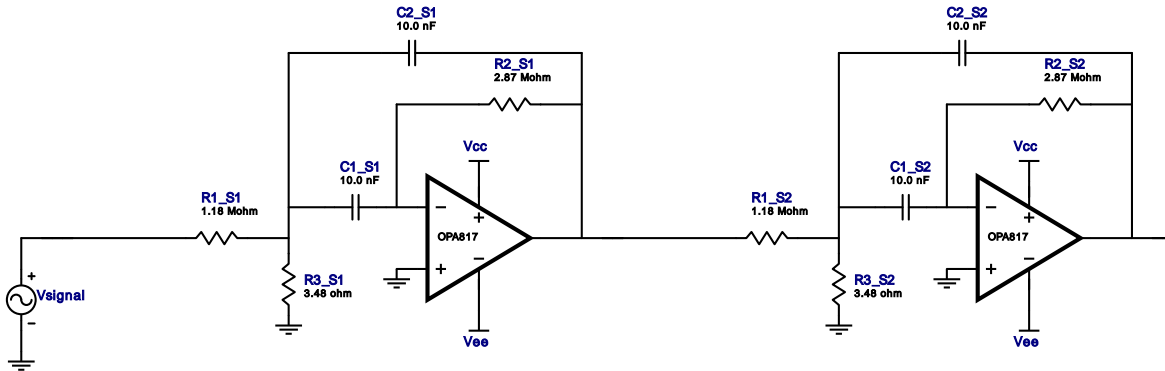 C2_S1
10.0 nF
C2_S2
10.0 nF
R2_S1
2.87 Mohm
R2_S2
2.87 Mohm
Vcc
Vcc
C1_S1
10.0 nF
C1_S2
10.0 nF
R1_S1
1.18 Mohm
R1_S2
1.18 Mohm
OPA817
OPA817
R3_S1
3.48 ohm
R3_S2
3.48 ohm
Vsignal
Vee
Vee